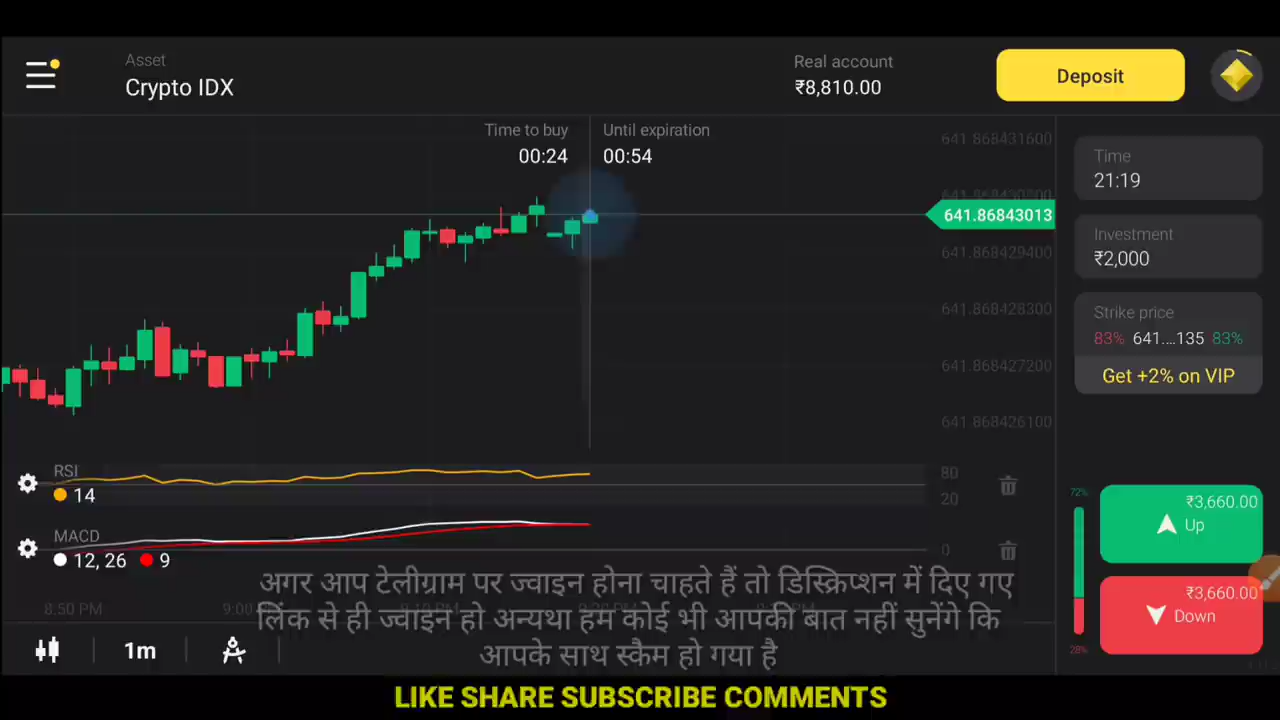 Asset
Crypto IDX
Real account
₹8,810.00
Deposit
Time to buy
00:24
Until expiration
00:54
641.868431600
641.86843013
641.868429400
641.868428300
641.868427200
641.868426100
Time
21:19
Investment
₹2,000
Strike price
83% 641....135 83%
Get +2% on VIP
RSI
14
80
20
MACD
12, 26 9
0
72%
₹3,660.00
Up
₹3,660.00
Down
28%
8:50 PM
अगर आप टेलीग्राम पर ज्वाइन होना चाहते हैं तो डिस्क्रिप्शन में दिए गए
लिंक से ही ज्वाइन हो अन्यथा हम कोई भी आपकी बात नहीं सुनेंगे कि
आपके साथ स्कैम हो गया है
1m
LIKE SHARE SUBSCRIBE COMMENTS